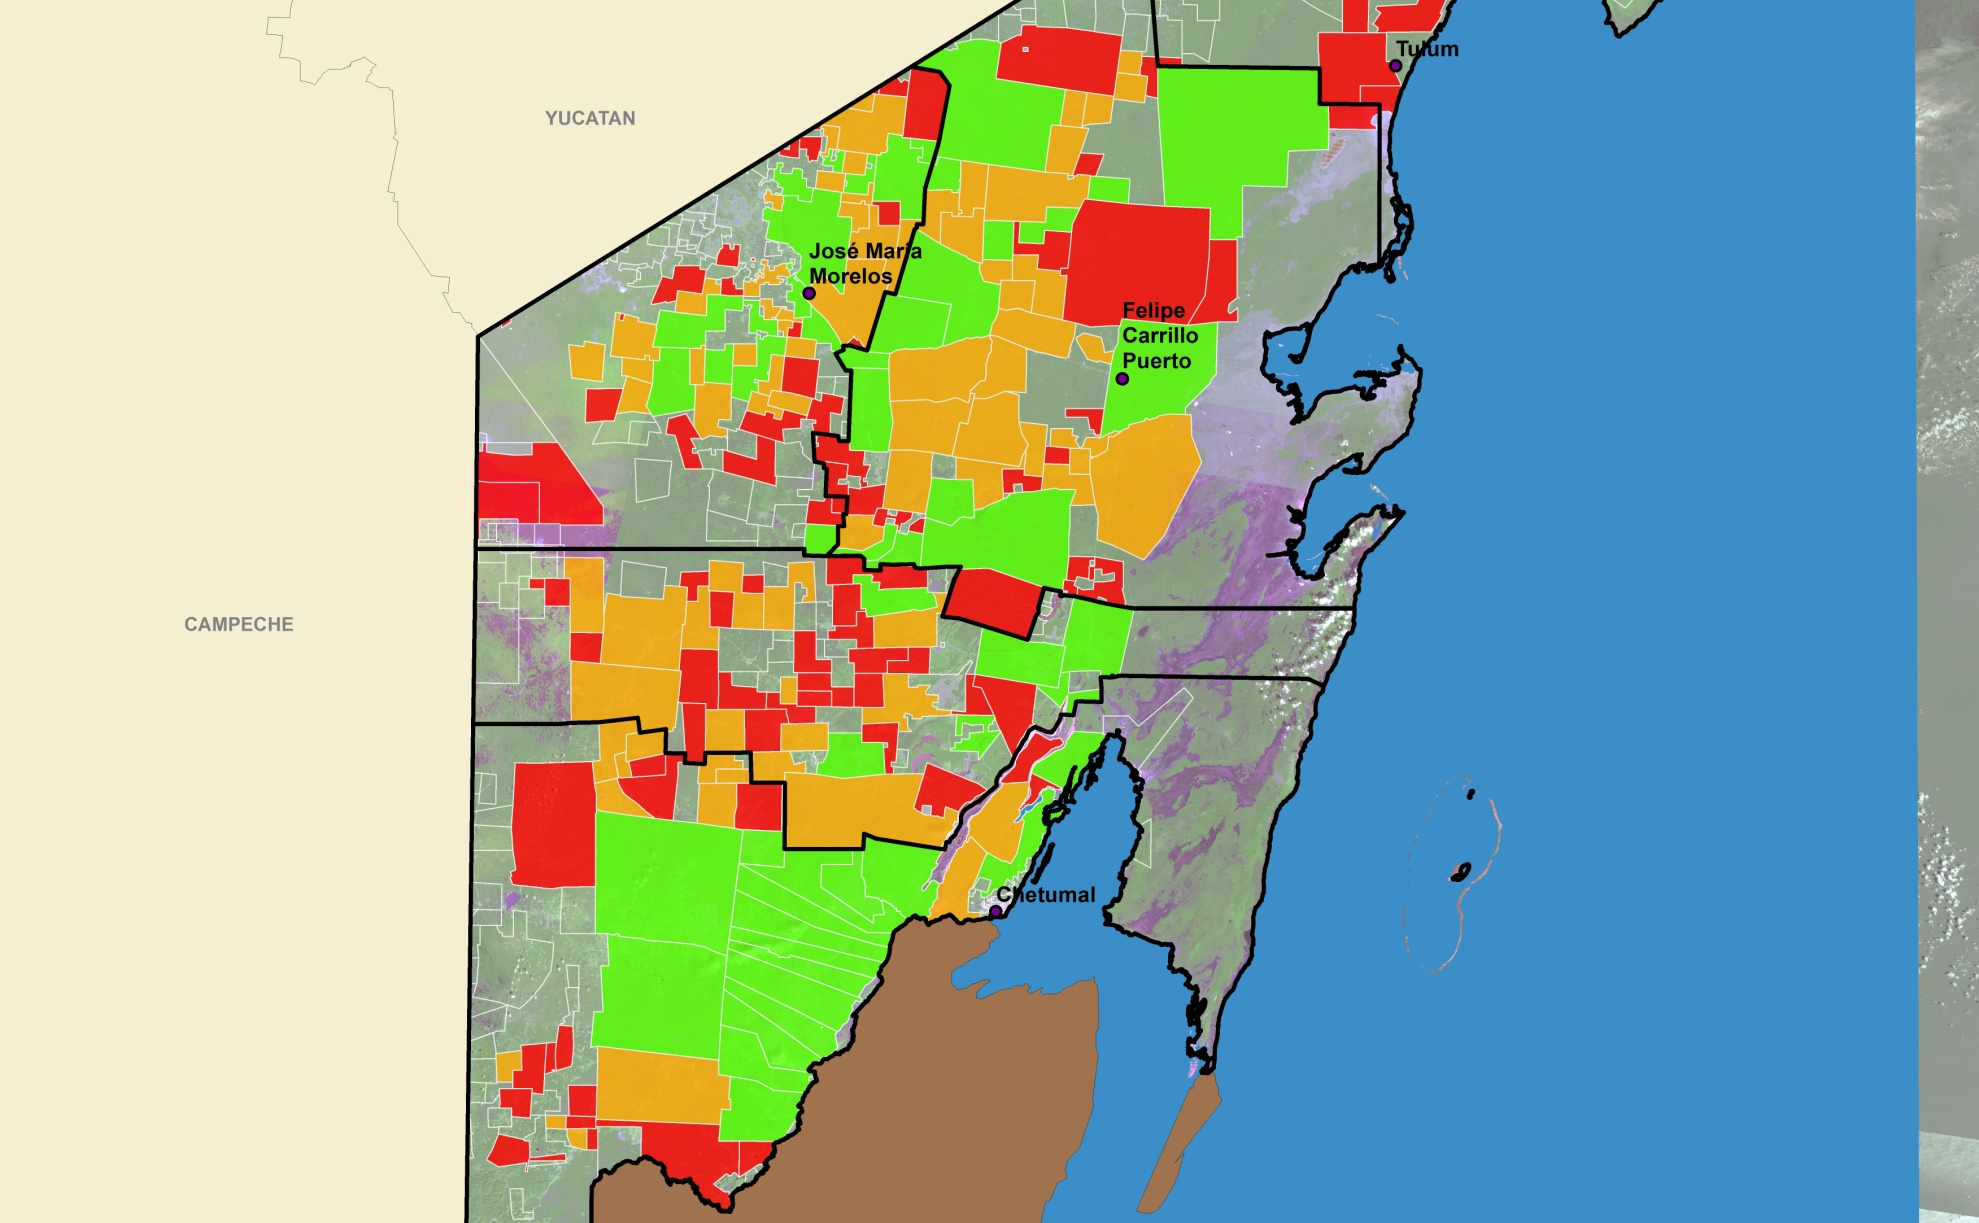 Tulum
YUCATAN
José María
Morelos
Felipe
Carrillo
Puerto
CAMPECHE
Chetumal